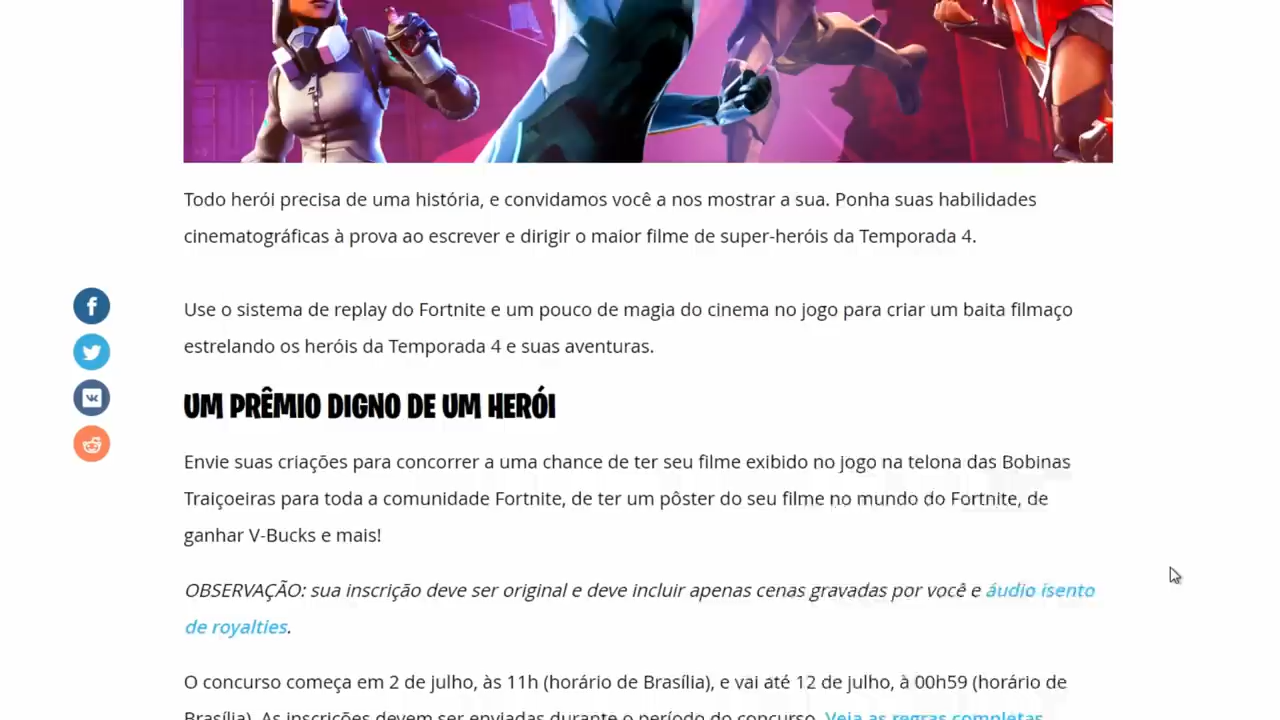 Todo herói precisa de uma história, e convidamos você a nos mostrar a sua. Ponha suas habilidades
cinematográficas à prova ao escrever e dirigir o maior filme de super-heróis da Temporada 4.
Use o sistema de replay do Fortnite e um pouco de magia do cinema no jogo para criar um baita filmaço
estrelando os heróis da Temporada 4 e suas aventuras.
UM PRÊMIO DIGNO DE UM HERÓI
Envie suas criações para concorrer a uma chance de ter seu filme exibido no jogo na telona das Bobinas
Traiçoeiras para toda a comunidade Fortnite, de ter um pôster do seu filme no mundo do Fortnite, de
ganhar V-Bucks e mais!
OBSERVAÇÃO: sua inscrição deve ser original e deve incluir apenas cenas gravadas por você e áudio isento
de royalties.
O concurso começa em 2 de julho, às 11h (horário de Brasília), e vai até 12 de julho, à 00h59 (horário de
Brasília). As inscrições devem ser enviadas durante o período do concurso. Veja as regras completas